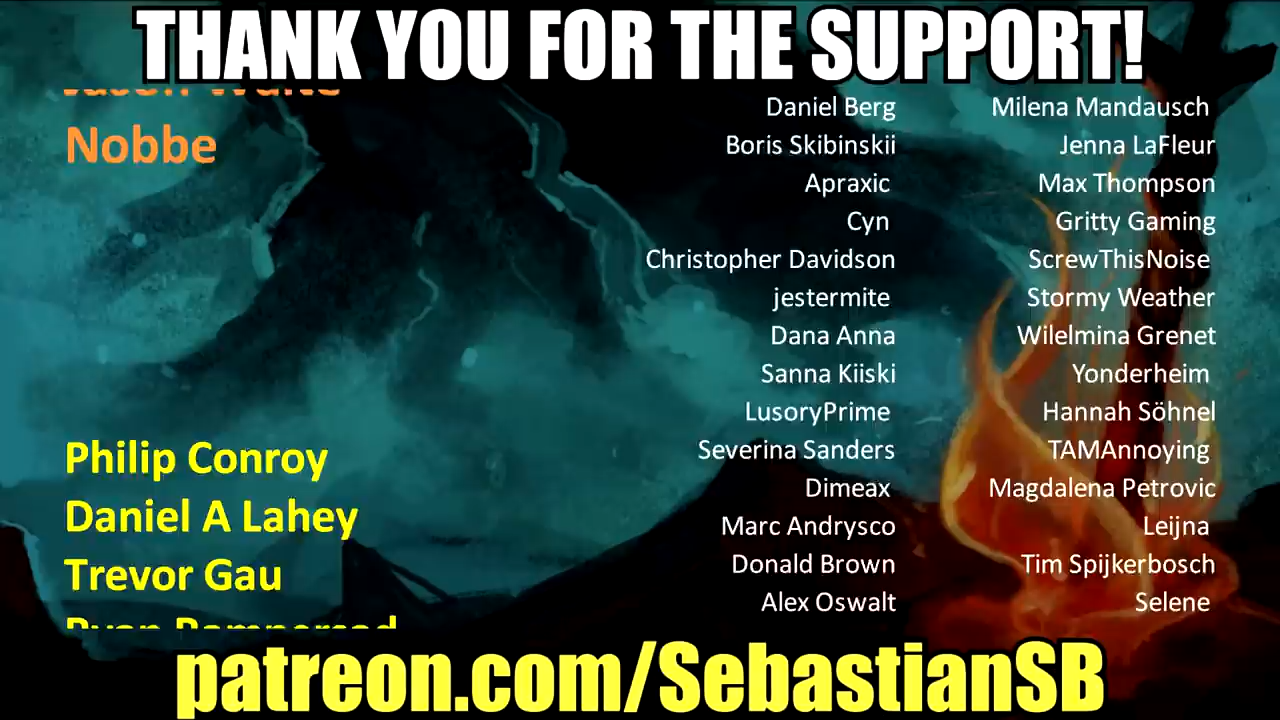 THANK YOU FOR THE SUPPORT!
Nobbe
Philip Conroy
Daniel A Lahey
Trevor Gau
Daniel Berg
Boris Skibinskii
Apraxic
Cyn
Christopher Davidson
jestermite
Dana Anna
Sanna Kiiski
LusoryPrime
Severina Sanders
Dimeax
Marc Andrysco
Donald Brown
Alex Oswalt
Milena Mandausch
Jenna LaFleur
Max Thompson
Gritty Gaming
ScrewThisNoise
Stormy Weather
Wilelmina Grenet
Yonderheim
Hannah Söhnel
TAMAnnoying
Magdalena Petrovic
Leijna
Tim Spijkerbosch
Selene
patreon.com/SebastianSB